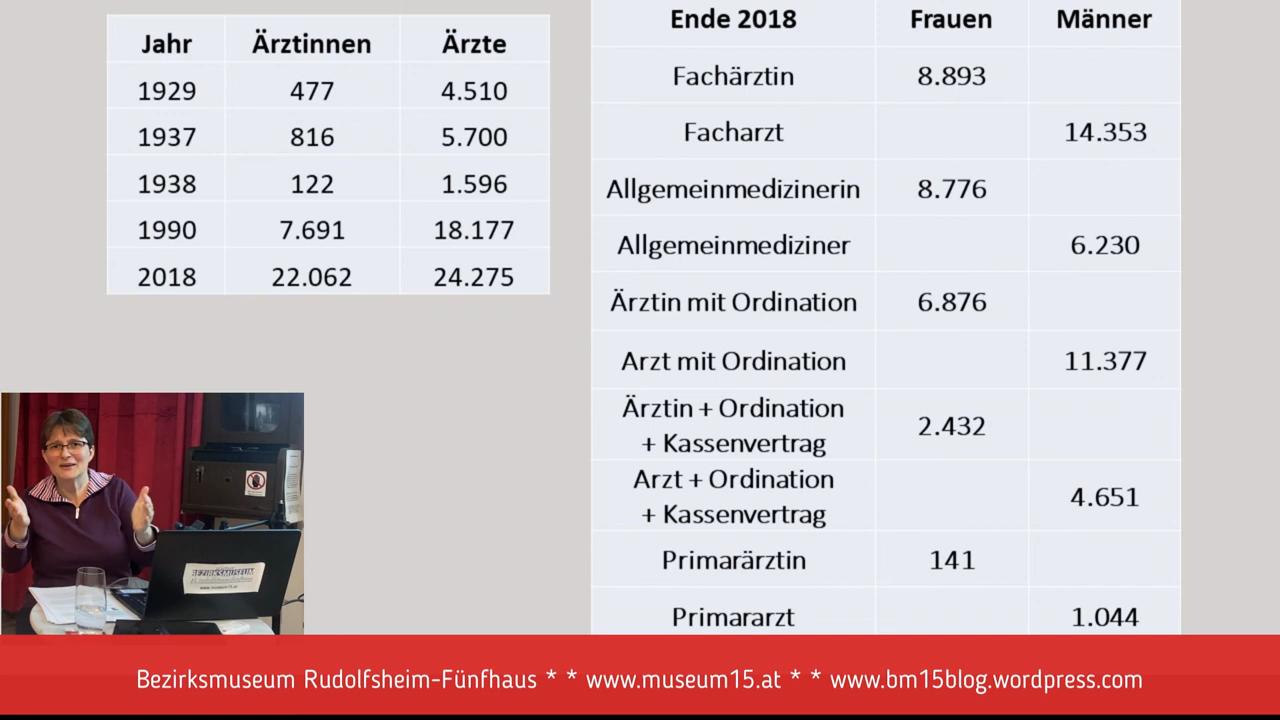 Jahr Ärztinnen Ärzte
1929 477 4.510
1937 816 5.700
1938 122 1.596
1990 7.691 18.177
2018 22.062 24.275
Ende 2018 Frauen Männer
Fachärztin 8.893
Facharzt 14.353
Allgemeinmedizinerin 8.776
Allgemeinmediziner 6.230
Ärztin mit Ordination 6.876
Arzt mit Ordination 11.377
Ärztin + Ordination
+ Kassenvertrag 2.432
Arzt + Ordination
+ Kassenvertrag 4.651
Primarärztin 141
Primararzt 1.044
BEZIRKSMUSEUM
www.museum15.at
Bezirksmuseum Rudolfsheim-Fünfhaus * * www.museum15.at * * www.bm15blog.wordpress.com